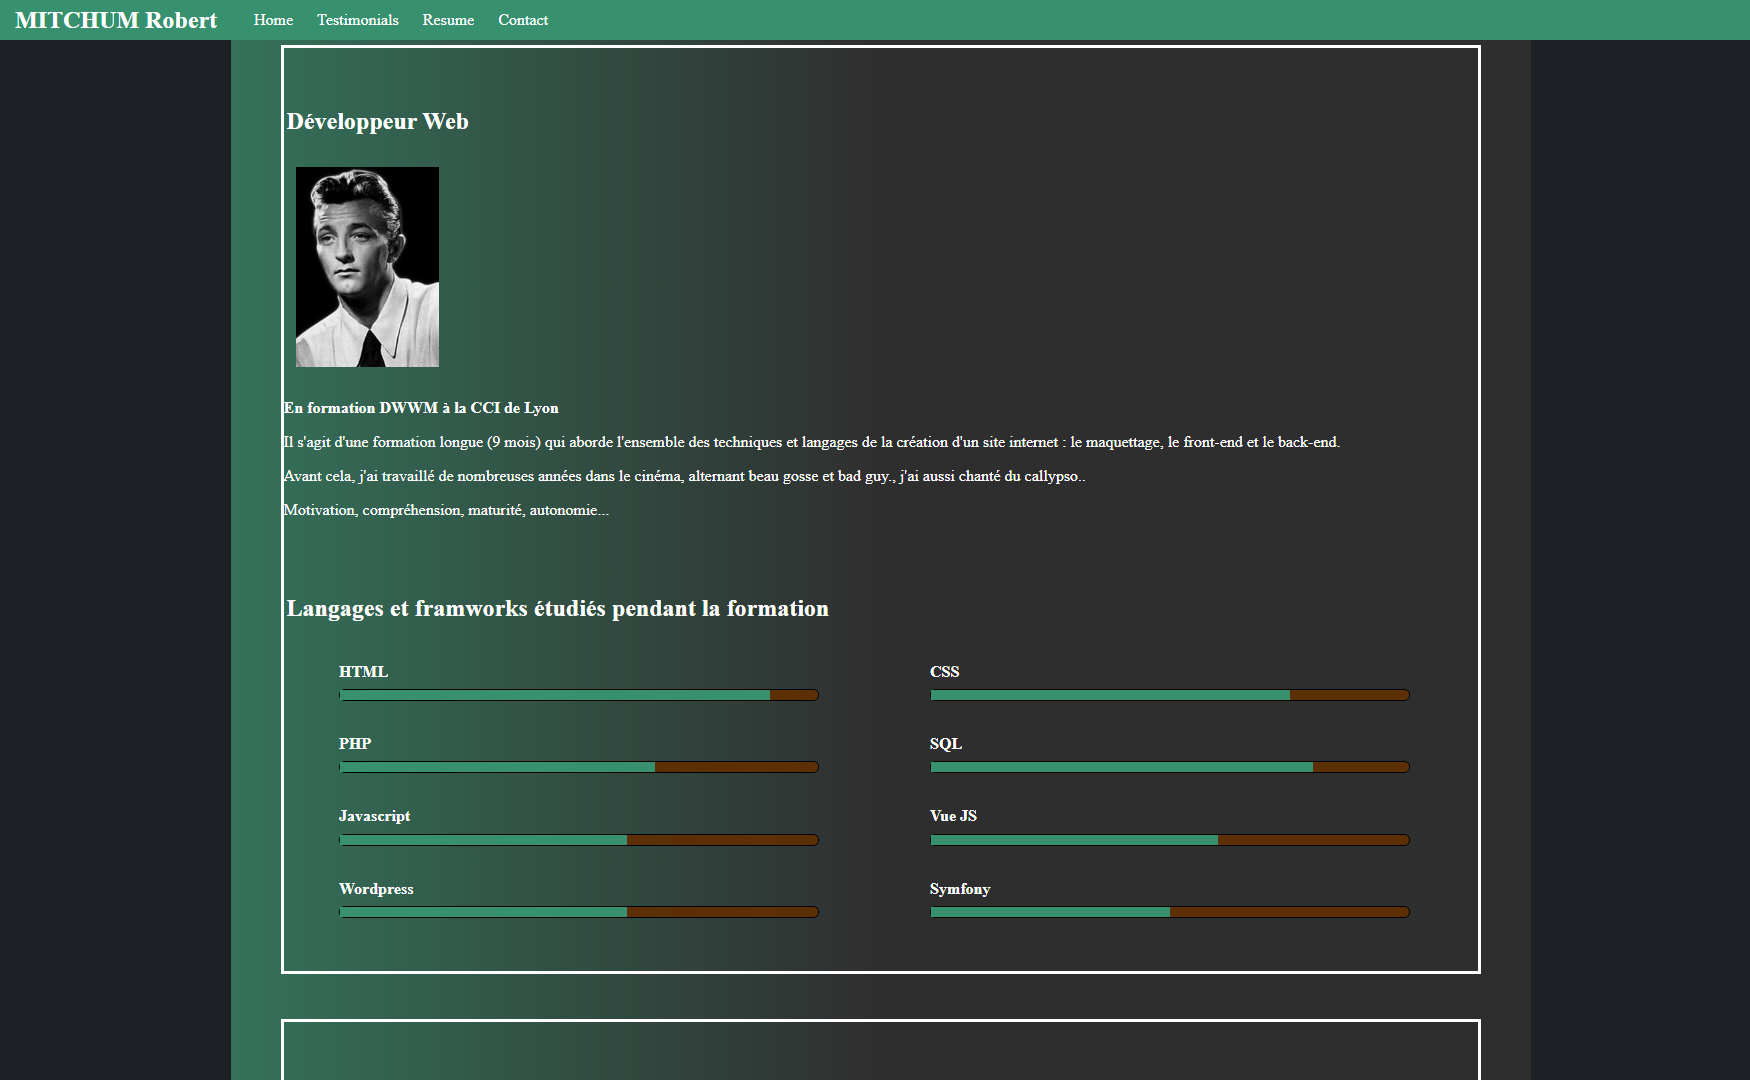 MITCHUM Robert Home Testimonials Resume Contact
Développeur Web
En formation DWWM à la CCI de Lyon
Il s'agit d'une formation longue (9 mois) qui aborde l'ensemble des techniques et langages de la création d'un site internet : le maquettage, le front-end et le back-end.
Avant cela, j'ai travaillé de nombreuses années dans le cinéma, alternant beau gosse et bad guy., j'ai aussi chanté du callypso..
Motivation, compréhension, maturité, autonomie...
Langages et framworks étudiés pendant la formation
HTML CSS
PHP SQL
Javascript Vue JS
Wordpress Symfony